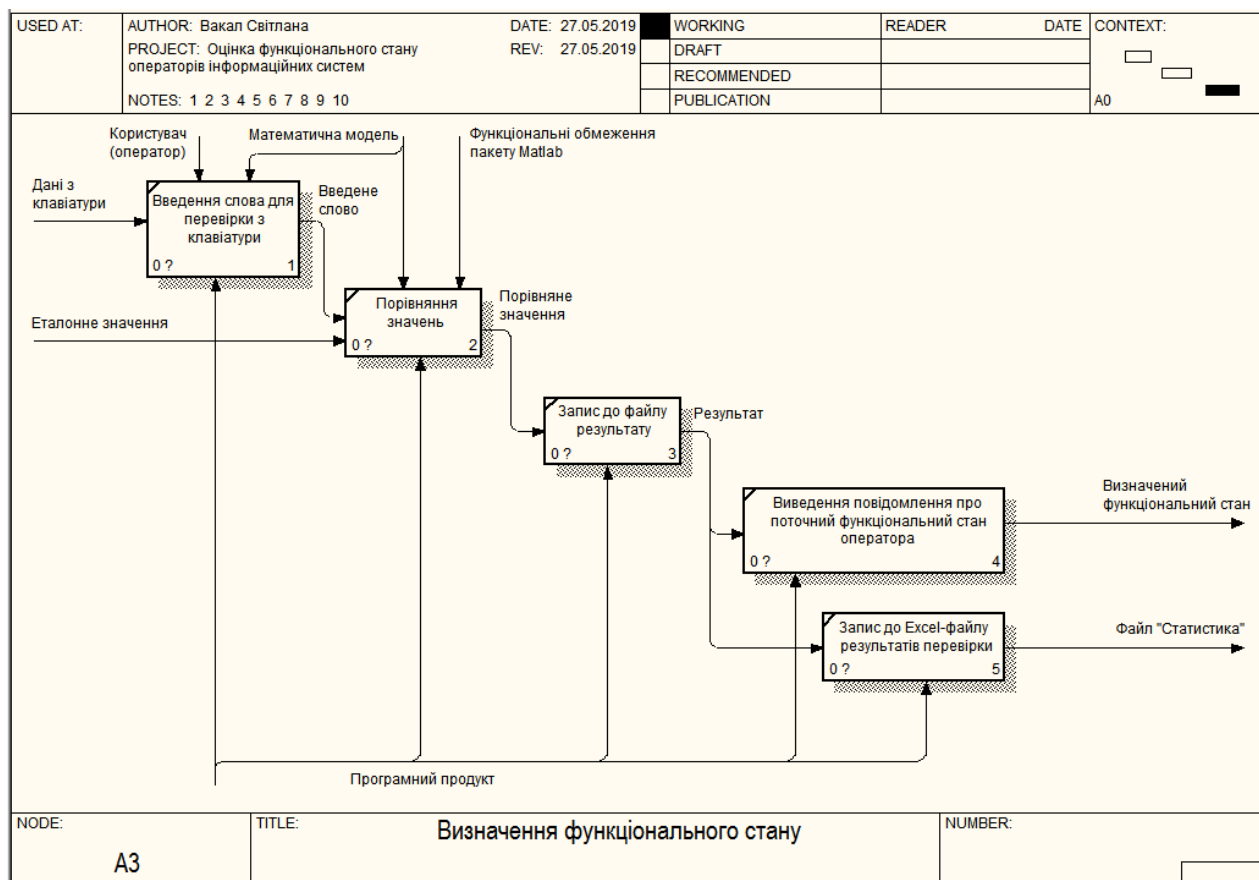 USED AT:
AUTHOR: Вакал Світлана
DATE: 27.05.2019
PROJECT: Оцінка функціонального стану
операторів інформаційних систем
REV: 27.05.2019
NOTES: 1 2 3 4 5 6 7 8 9 10
WORKING
DRAFT
RECOMMENDED
PUBLICATION
READER
DATE
CONTEXT:
A0
Користувач
(оператор)
Математична модель
Функціональні обмеження
пакету Matlab
Дані з
клавіатури
Введення слова для
перевірки з
клавіатури
0 ?
1
Введене
слово
Еталонне значення
Порівняння
значень
0 ?
2
Порівняне
значення
Запис до файлу
результату
0 ?
3
Результат
Виведення повідомлення про
поточний функціональний стан
оператора
0 ?
4
Визначений
функціональний стан
Запис до Excel-файлу
результатів перевірки
0 ?
5
Файл "Статистика"
Програмний продукт
NODE:
A3
TITLE:
Визначення функціонального стану
NUMBER: